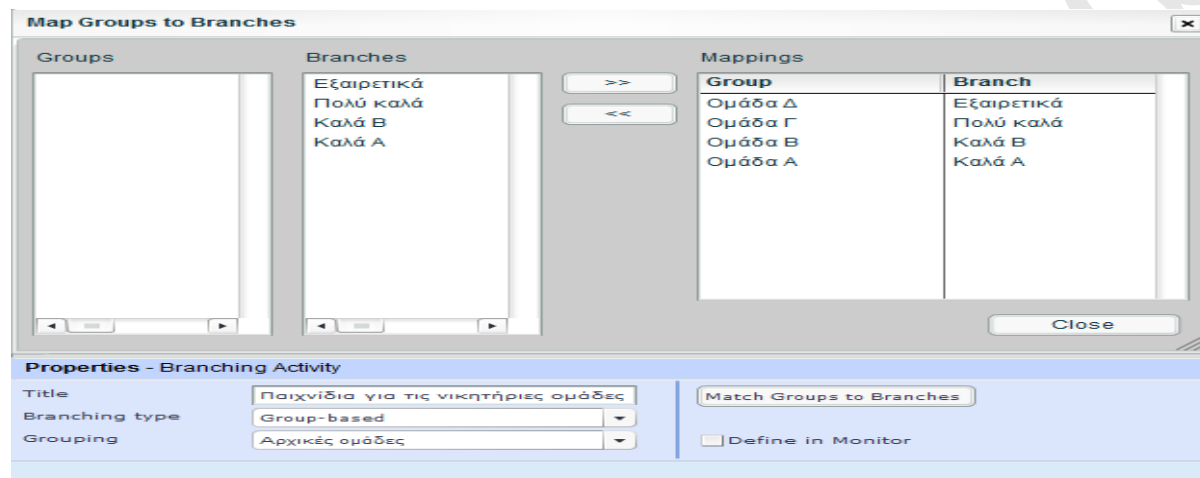 Map Groups to Branches
Groups
Branches
Mappings
Εξαιρετικά
Πολύ καλά
Καλά Β
Καλά Α
>>
<<
Group Branch
Ομάδα Δ Εξαιρετικά
Ομάδα Γ Πολύ καλά
Ομάδα Β Καλά Β
Ομάδα Α Καλά Α
Close
Properties - Branching Activity
Title Παιχνίδια για τις νικητήριες ομάδες
Match Groups to Branches
Branching type Group-based
Grouping Αρχικές ομάδες
Define in Monitor